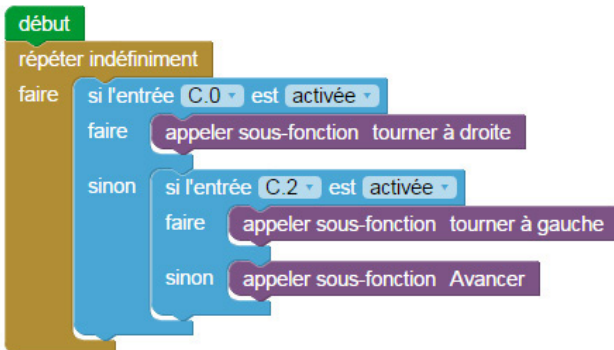 début
répéter indéfiniment
faire si l'entrée C.0 est activée
faire appeler sous-fonction tourner à droite
sinon si l'entrée C.2 est activée
faire appeler sous-fonction tourner à gauche
sinon appeler sous-fonction Avancer